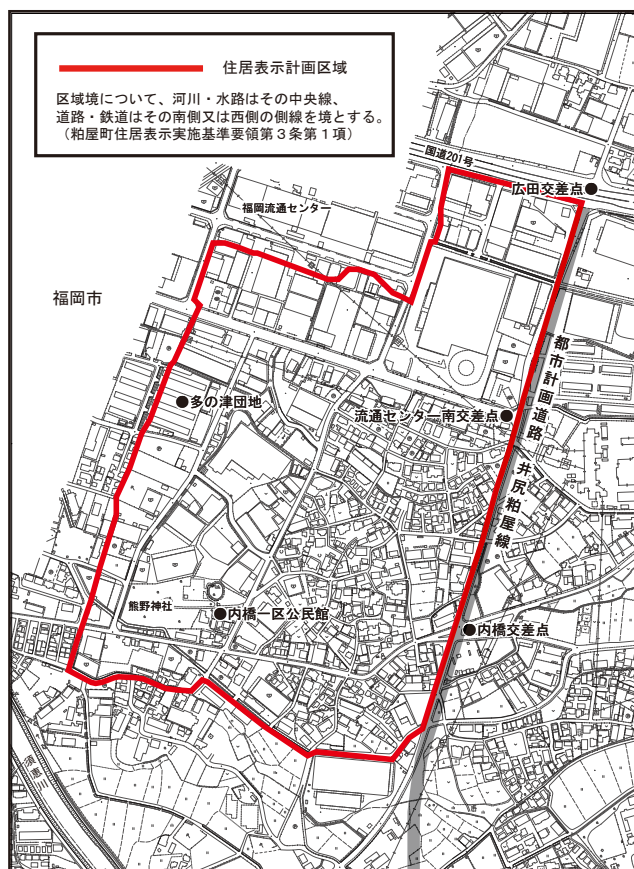 住居表示計画区域
区域境について、河川・水路はその中央線、
道路・鉄道はその南側又は西側の側線を境とする。
(粕屋町住居表示実施基準要領第3条第1項)
国道201号
広田交差点
福岡流通センター
福岡市
都市計画道路 井尻粕屋線
多の津団地
流通センター南交差点
熊野神社
内橋一区公民館
内橋交差点
須恵川